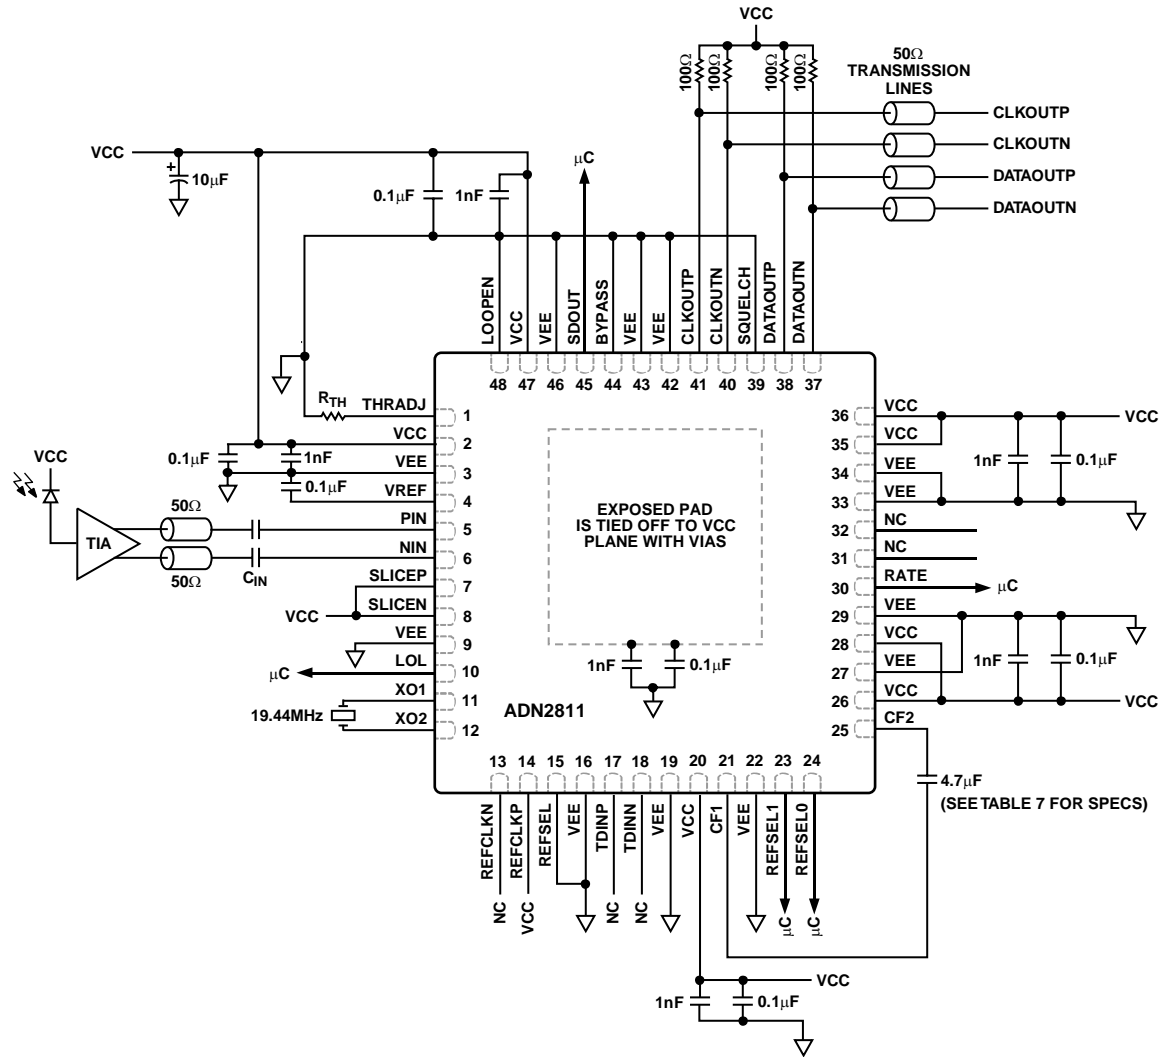 VCC
50Ω
TRANSMISSION
LINES
100Ω
100Ω
100Ω
100Ω
CLKOUTP
CLKOUTN
DATAOUTP
DATAOUTN
VCC
+
10μF
0.1μF
1nF
μC
LOOPEN
VCC
VEE
SDOUT
BYPASS
VEE
VEE
CLKOUTP
CLKOUTN
SQUELCH
DATAOUTP
DATAOUTN
48
47
46
45
44
43
42
41
40
39
38
37
RTH
THRADJ
1
VCC
2
0.1μF
1nF
VEE
3
0.1μF
VREF
4
VCC
TIA
50Ω
PIN
5
50Ω
CIN
NIN
6
SLICEP
7
VCC
SLICEN
8
VEE
9
μC
LOL
10
XO1
11
19.44MHz
XO2
12
EXPOSED PAD
IS TIED OFF TO VCC
PLANE WITH VIAS
1nF
0.1μF
ADN2811
36
VCC
VCC
35
VCC
1nF
0.1μF
34
VEE
33
VEE
32
NC
31
NC
30
RATE
μC
29
VEE
28
VCC
1nF
0.1μF
27
VEE
26
VCC
VCC
25
CF2
4.7μF
(SEE TABLE 7 FOR SPECS)
13
14
15
16
17
18
19
20
21
22
23
24
REFCLKN
REFCLKP
REFSEL
VEE
TDINP
TDINN
VEE
VCC
CF1
VEE
REFSEL1
REFSEL0
NC
VCC
NC
NC
μC
μC
VCC
1nF
0.1μF